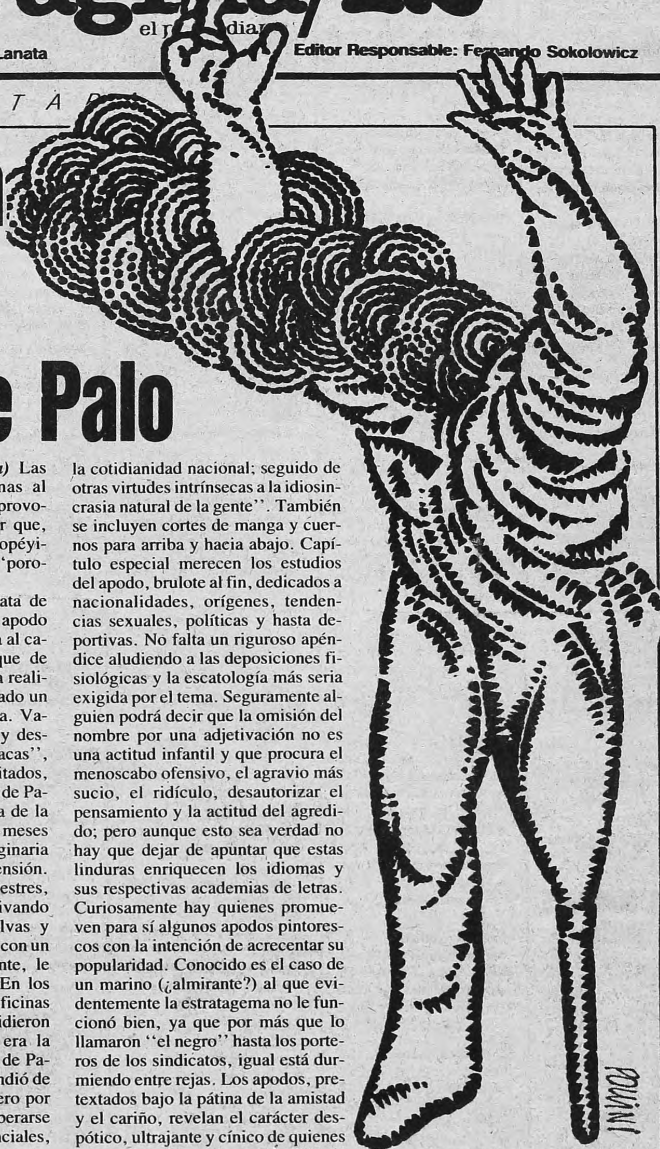 el p dia
Lanata
Editor Responsable: Fernando Sokolowicz
T A
e Palo
Las
nas al
provo-
r que,
opéyi-
'poro-
ata de
apodo
a al ca-
que de
a reali-
ado un
a. Va-
y des-
acas'',
itados,
de Pa-
a de la
meses
ginaria
ensión.
estres,
ivando
lvas y
con un
nte, le
En los
ficinas
idieron
era la
de Pa-
ndió de
ero por
perarse
nciales,
la cotidianidad nacional; seguido de
otras virtudes intrínsecas a la idiosin-
crasia natural de la gente''. También
se incluyen cortes de manga y cuer-
nos para arriba y hacia abajo. Capí-
tulo especial merecen los estudios
del apodo, brulote al fin, dedicados a
nacionalidades, orígenes, tenden-
cias sexuales, políticas y hasta de-
portivas. No falta un riguroso apén-
dice aludiendo a las deposiciones fi-
siológicas y la escatología más seria
exigida por el tema. Seguramente al-
guien podrá decir que la omisión del
nombre por una adjetivación no es
una actitud infantil y que procura el
menoscabo ofensivo, el agravio más
sucio, el ridículo, desautorizar el
pensamiento y la actitud del agredi-
do; pero aunque esto sea verdad no
hay que dejar de apuntar que estas
linduras enriquecen los idiomas y
sus respectivas academias de letras.
Curiosamente hay quienes promue-
ven para sí algunos apodos pintores-
cos con la intención de acrecentar su
popularidad. Conocido es el caso de
un marino (¿almirante?) al que evi-
dentemente la estratagema no le fun-
cionó bien, ya que por más que lo
llamaron ''el negro'' hasta los porte-
ros de los sindicatos, igual está dur-
miendo entre rejas. Los apodos, pre-
textados bajo la pátina de la amistad
y el cariño, revelan el carácter des-
pótico, ultrajante y cínico de quienes